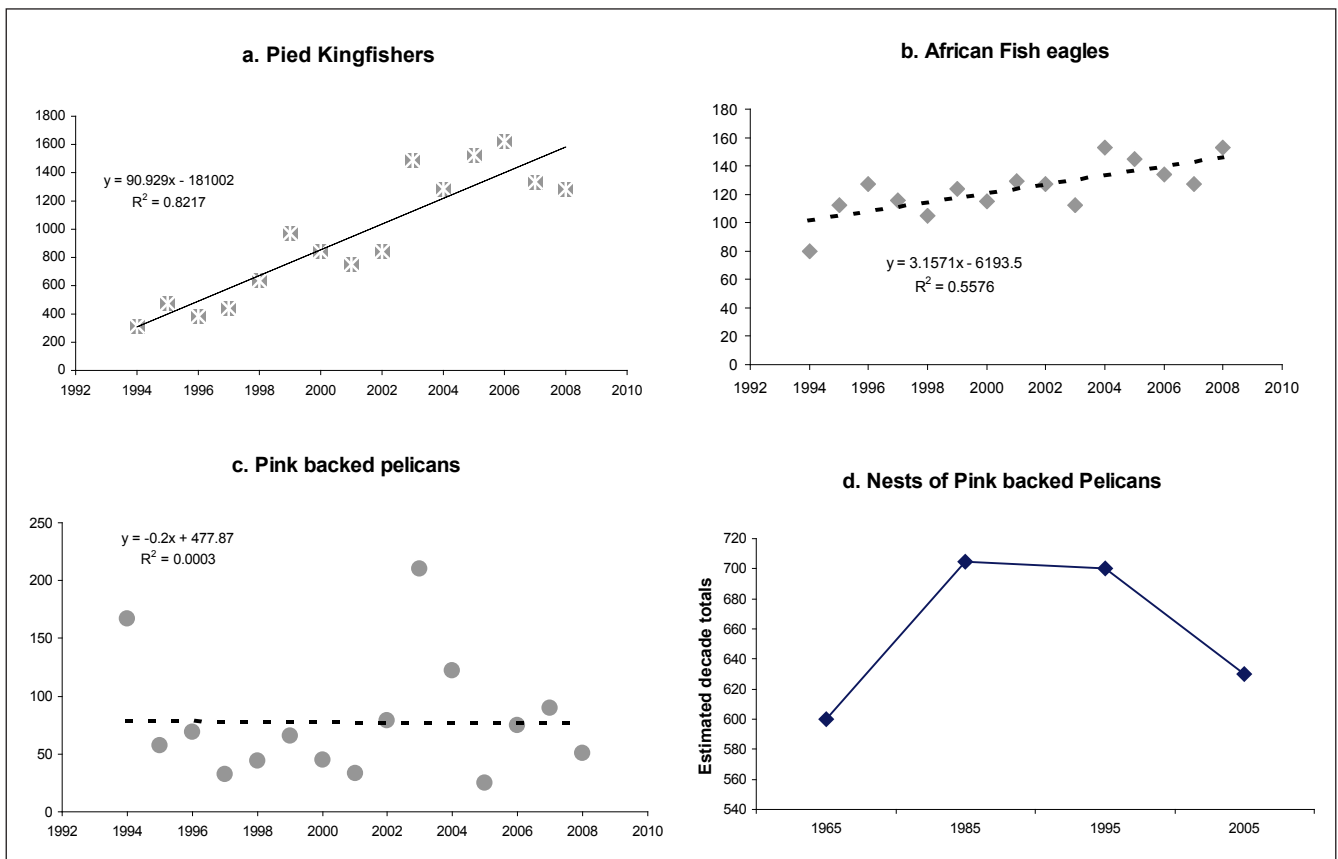 a. Pied Kingfishers
1800
1600
1400
1200
1000
800
600
400
200
0
y = 90.929x - 181002
R² = 0.8217
1992 1994 1996 1998 2000 2002 2004 2006 2008 2010
b. African Fish eagles
180
160
140
120
100
80
60
40
20
0
y = 3.1571x - 6193.5
R² = 0.5576
1992 1994 1996 1998 2000 2002 2004 2006 2008 2010
c. Pink backed pelicans
250
200
150
100
50
0
y = -0.2x + 477.87
R² = 0.0003
1992 1994 1996 1998 2000 2002 2004 2006 2008 2010
d. Nests of Pink backed Pelicans
Estimated decade totals
720
700
680
660
640
620
600
580
560
540
1965 1985 1995 2005